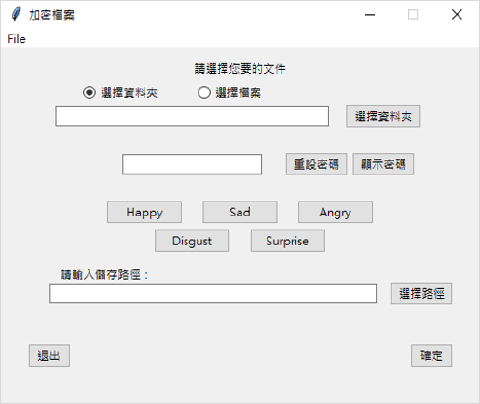 加密檔案
File
請選擇您要的文件
選擇資料夾 選擇檔案
選擇資料夾
重設密碼 顯示密碼
Happy Sad Angry
Disgust Surprise
請輸入儲存路徑：
選擇路徑
退出 確定